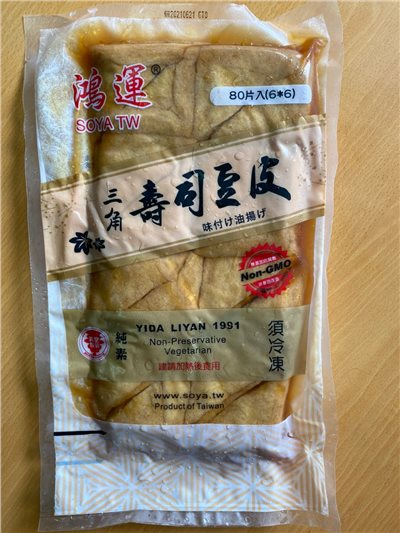 鴻運®
SOYA TW
80片入(6*6)
三角
壽司豆皮
味付け油揚げ
Non-GMO
YIDA LIYAN 1991
Non-Preservative
Vegetarian
純素
建議加熱後食用
須冷凍
www.soya.tw
Product of Taiwan